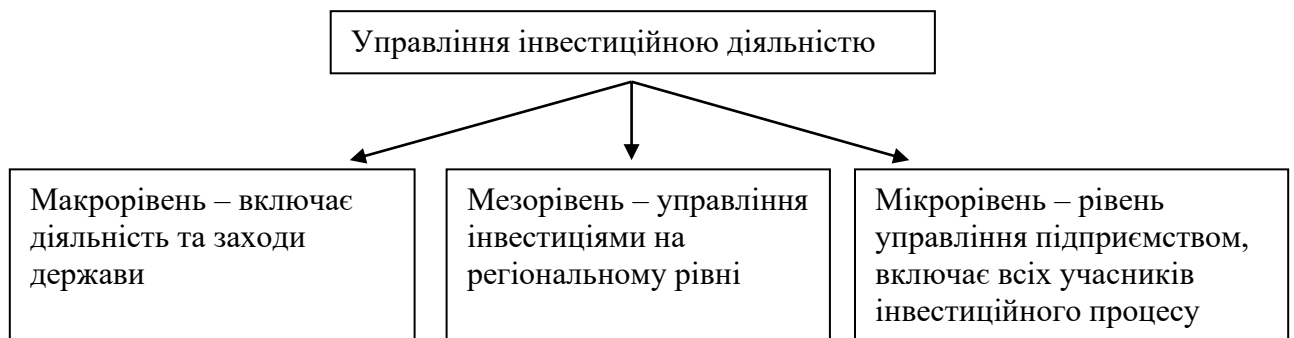 Управління інвестиційною діяльністю
Макрорівень – включає
діяльність та заходи
держави
Мезорівень – управління
інвестиціями на
регіональному рівні
Мікрорівень – рівень
управління підприємством,
включає всіх учасників
інвестиційного процесу